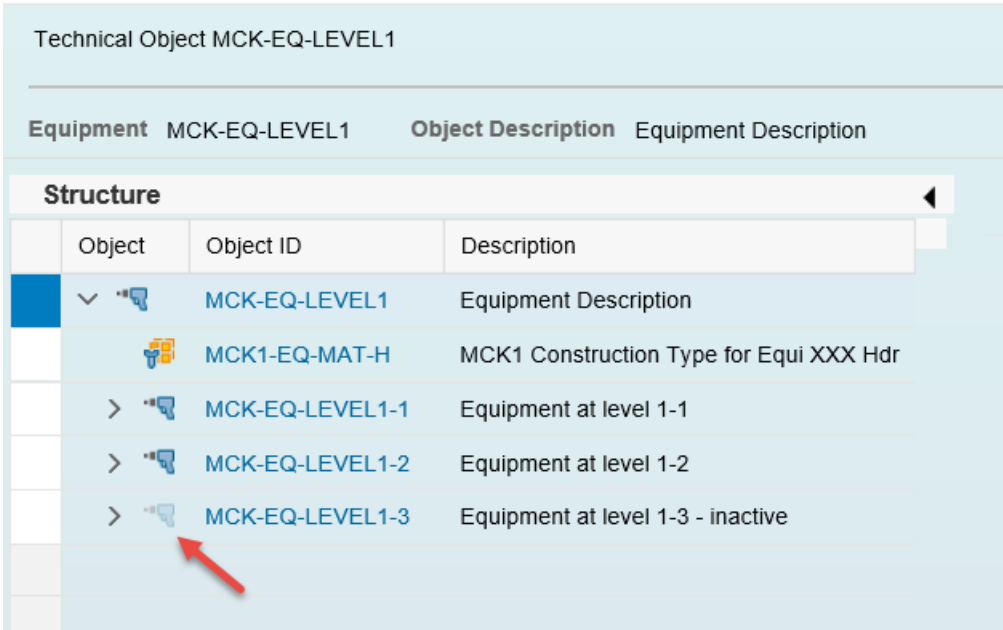 Technical Object MCK-EQ-LEVEL1
Equipment MCK-EQ-LEVEL1 Object Description Equipment Description
Structure
Object Object ID Description
MCK-EQ-LEVEL1 Equipment Description
MCK1-EQ-MAT-H MCK1 Construction Type for Equi XXX Hdr
MCK-EQ-LEVEL1-1 Equipment at level 1-1
MCK-EQ-LEVEL1-2 Equipment at level 1-2
MCK-EQ-LEVEL1-3 Equipment at level 1-3 - inactive